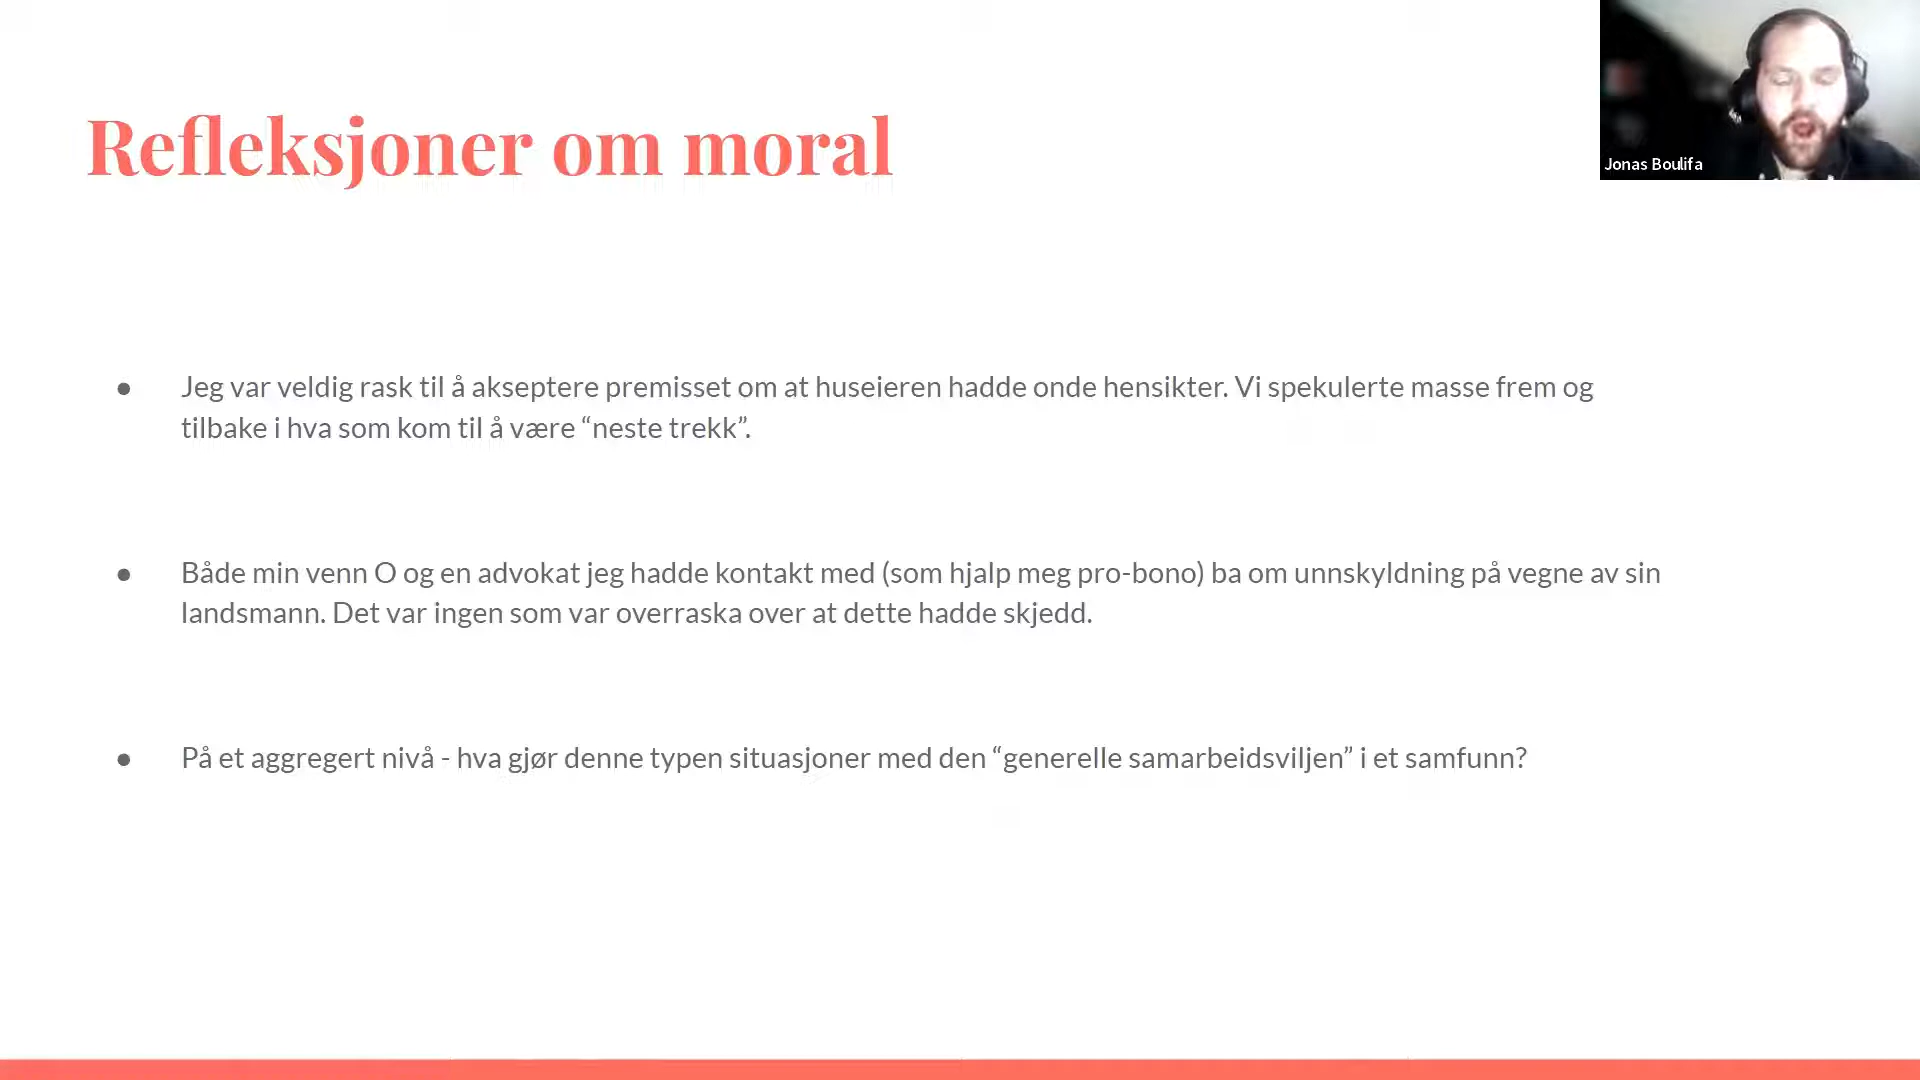 Refleksjoner om moral
Jonas Boulifa
● Jeg var veldig rask til å akseptere premisset om at huseieren hadde onde hensikter. Vi spekulerte masse frem og
tilbake i hva som kom til å være “neste trekk”.
● Både min venn O og en advokat jeg hadde kontakt med (som hjalp meg pro-bono) ba om unnskyldning på vegne av sin
landsmann. Det var ingen som var overraska over at dette hadde skjedd.
● På et aggregert nivå - hva gjør denne typen situasjoner med den “generelle samarbeidsviljen” i et samfunn?